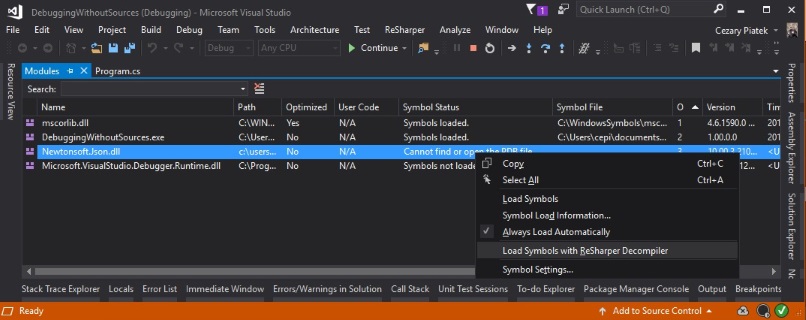 DebuggingWithoutSources (Debugging) - Microsoft Visual Studio
1
Quick Launch (Ctrl+Q)
File Edit View Project Build Debug Team Tools Architecture Test ReSharper Analyze Window Help
Cezary Piatek
Debug Any CPU Continue
Modules Program.cs
Search:
Name Path Optimized User Code Symbol Status Symbol File O Version
mscorlib.dll C:\WIN... Yes N/A Symbols loaded. C:\WindowsSymbols\msc... 1 4.6.1590.0 201
DebuggingWithoutSources.exe C:\User... No N/A Symbols loaded. C:\Users\cepi\documents... 2 1.00.0.0 201
Newtonsoft.Json.dll c:\users... No N/A Cannot find or open the PDB file
Microsoft.VisualStudio.Debugger.Runtime.dll C:\Pro... No N/A Symbols not loade
Copy Ctrl+C
Select All Ctrl+A
Load Symbols
Symbol Load Information...
Always Load Automatically
Load Symbols with ReSharper Decompiler
Symbol Settings...
Resource View
Properties
Assembly Explorer
Solution Explorer
Stack Trace Explorer Locals Error List Immediate Window Errors/Warnings in Solution Call Stack Unit Test Sessions To-do Explorer Package Manager Console Output Breakpoints
Ready
Add to Source Control